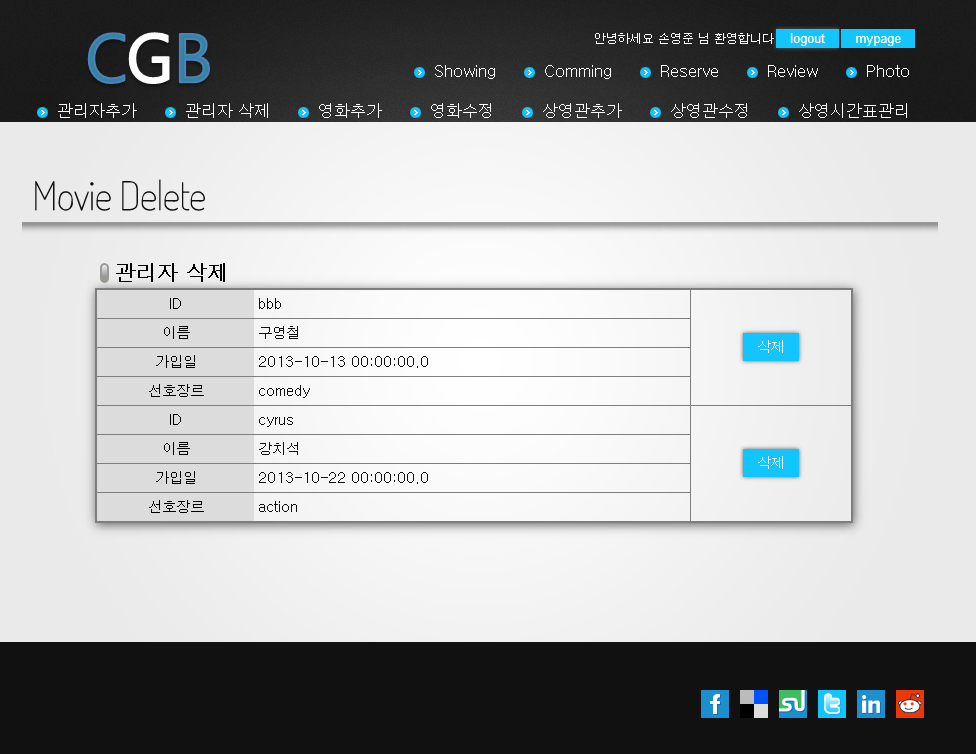 CGB
안녕하세요 손영준 님 환영합니다 logout mypage
Showing Comming Reserve Review Photo
관리자추가 관리자 삭제 영화추가 영화수정 상영관추가 상영관수정 상영시간표관리
Movie Delete
관리자 삭제
ID bbb
이름 구영철
가입일 2013-10-13 00:00:00.0
선호장르 comedy
삭제
ID cyrus
이름 강치석
가입일 2013-10-22 00:00:00.0
선호장르 action
삭제